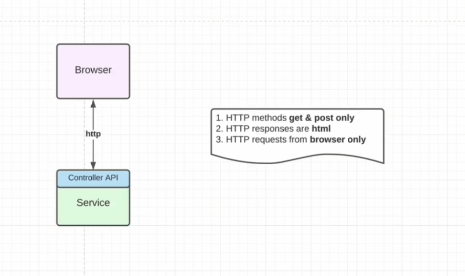 Browser
http
Controller API
Service
1. HTTP methods get & post only
2. HTTP responses are html
3. HTTP requests from browser only